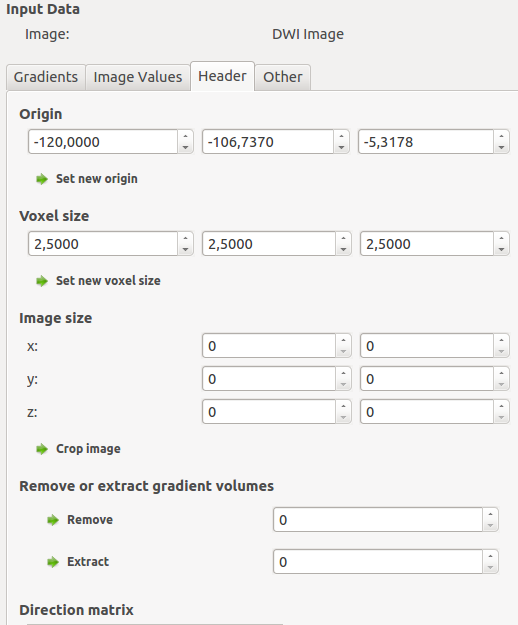 Input Data
Image: DWI Image
Gradients Image Values Header Other
Origin
-120,0000 -106,7370 -5,3178
Set new origin
Voxel size
2,5000 2,5000 2,5000
Set new voxel size
Image size
x: 0 0
y: 0 0
z: 0 0
Crop image
Remove or extract gradient volumes
Remove 0
Extract 0
Direction matrix